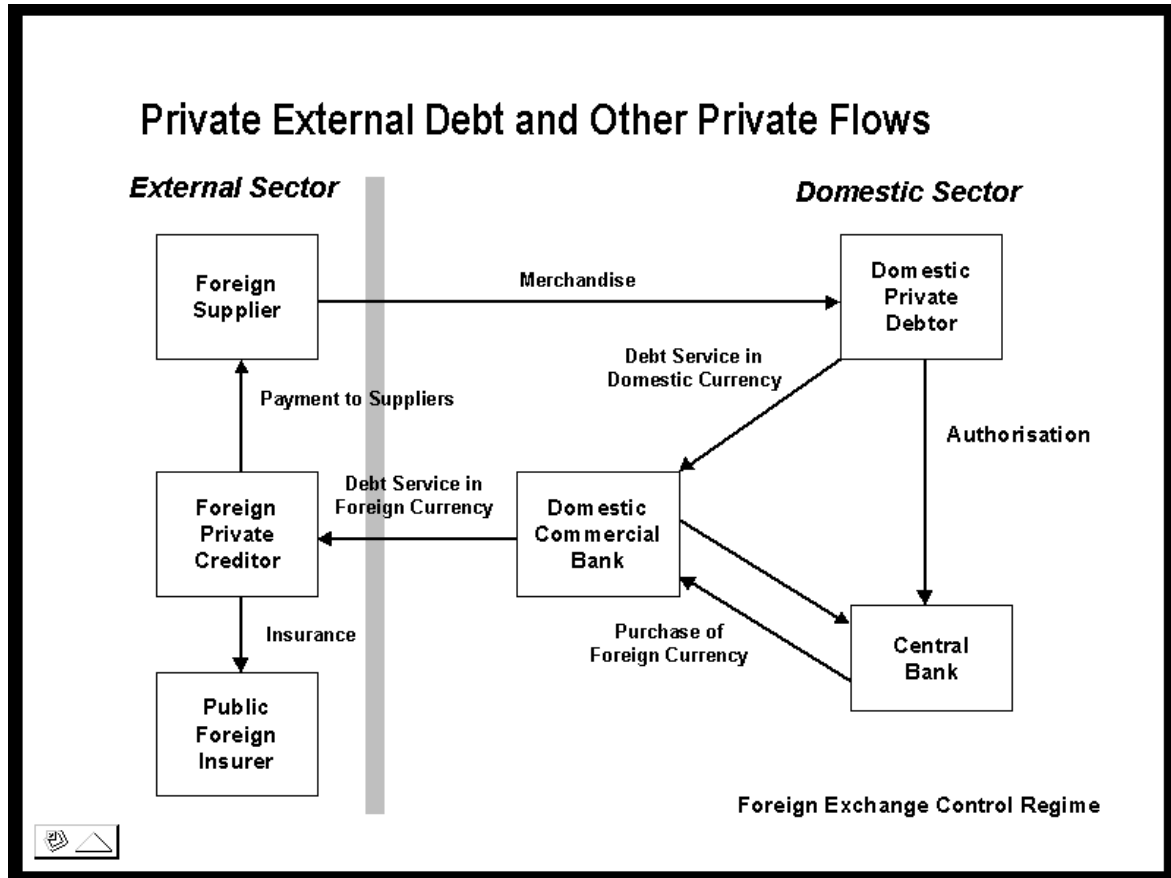 Private External Debt and Other Private Flows
External Sector
Domestic Sector
Foreign
Supplier
Merchandise
Domestic
Private
Debtor
Payment to Suppliers
Debt Service in
Domestic Currency
Authorisation
Foreign
Private
Creditor
Debt Service in
Foreign Currency
Domestic
Commercial
Bank
Insurance
Purchase of
Foreign Currency
Central
Bank
Public
Foreign
Insurer
Foreign Exchange Control Regime